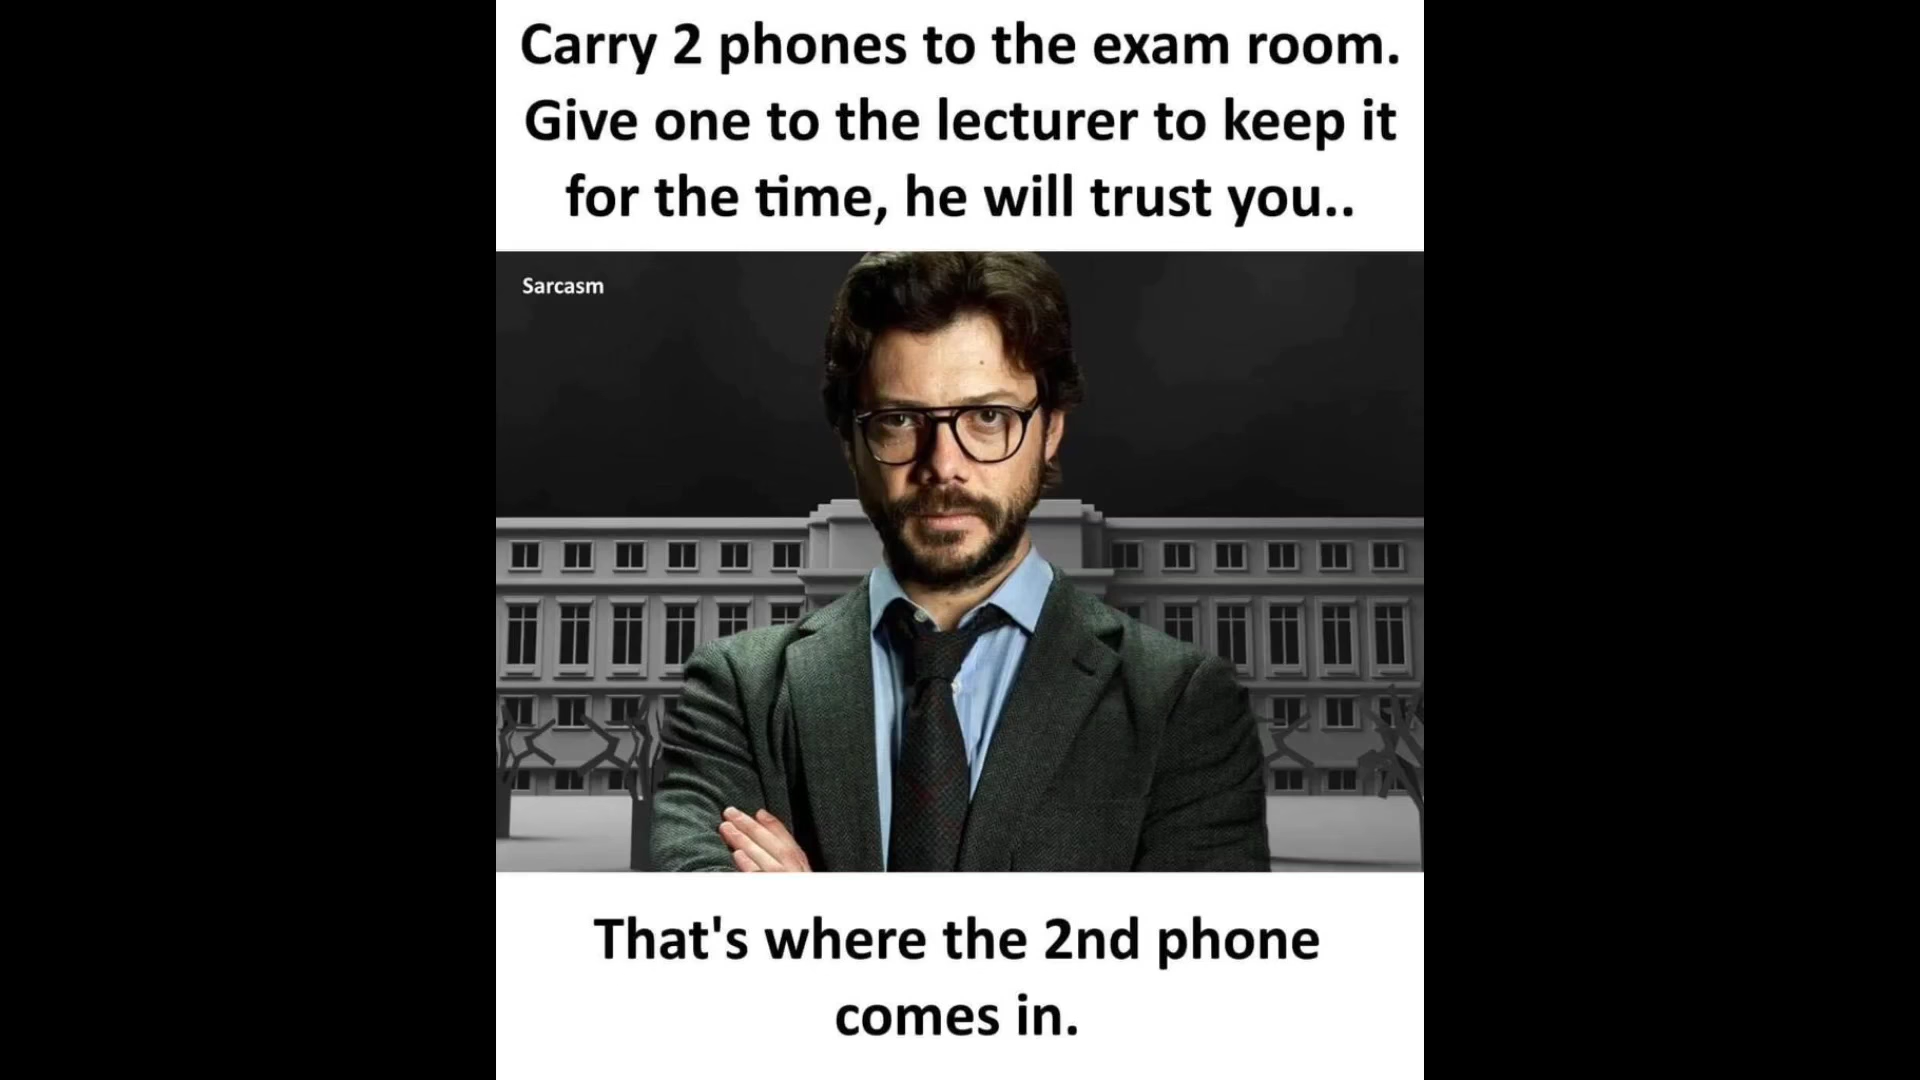 Carry 2 phones to the exam room.
Give one to the lecturer to keep it
for the time, he will trust you..
Sarcasm
That's where the 2nd phone
comes in.